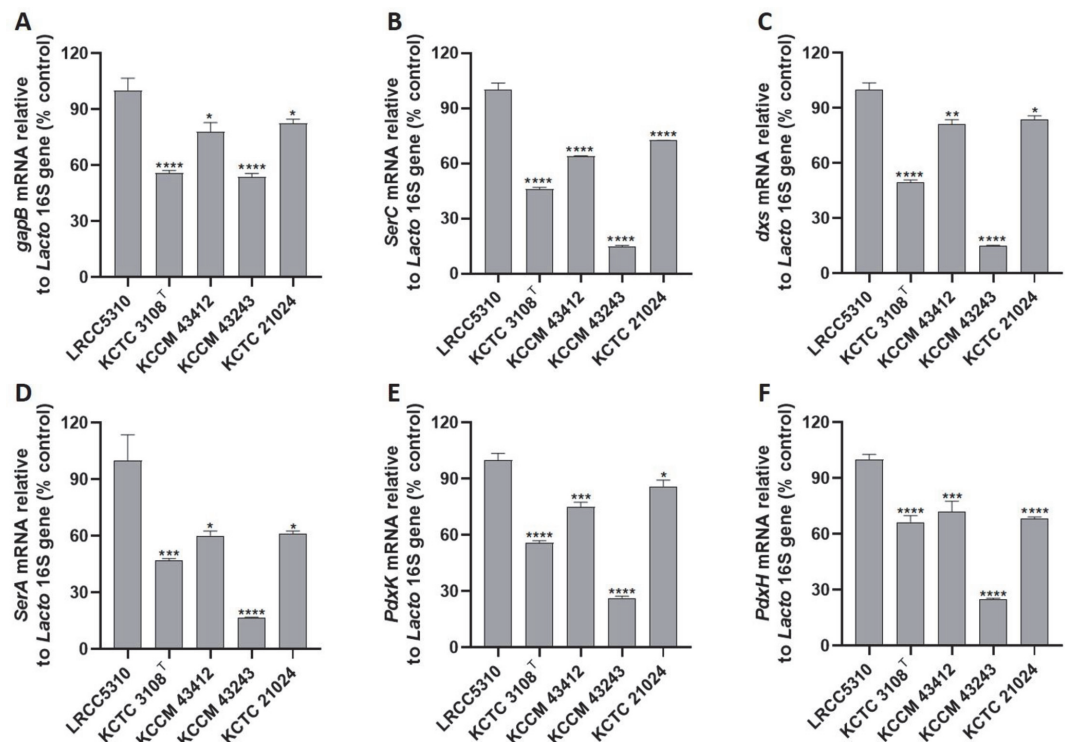 A
gapB mRNA relative
to Lacto 16S gene (% control)
120
90
60
30
0
****
*
****
*
LRCC5310
KCTC 3108ᵀ
KCCM 43412
KCCM 43243
KCTC 21024
B
SerC mRNA relative
to Lacto 16S gene (% control)
120
90
60
30
0
****
****
****
****
LRCC5310
KCTC 3108ᵀ
KCCM 43412
KCCM 43243
KCTC 21024
C
dxs mRNA relative
to Lacto 16S gene (% control)
120
90
60
30
0
****
**
****
*
LRCC5310
KCTC 3108ᵀ
KCCM 43412
KCCM 43243
KCTC 21024
D
SerA mRNA relative
to Lacto 16S gene (% control)
120
90
60
30
0
***
*
****
*
LRCC5310
KCTC 3108ᵀ
KCCM 43412
KCCM 43243
KCTC 21024
E
PdxK mRNA relative
to Lacto 16S gene (% control)
120
90
60
30
0
****
***
****
*
LRCC5310
KCTC 3108ᵀ
KCCM 43412
KCCM 43243
KCTC 21024
F
PdxH mRNA relative
to Lacto 16S gene (% control)
120
90
60
30
0
****
***
****
****
LRCC5310
KCTC 3108ᵀ
KCCM 43412
KCCM 43243
KCTC 21024